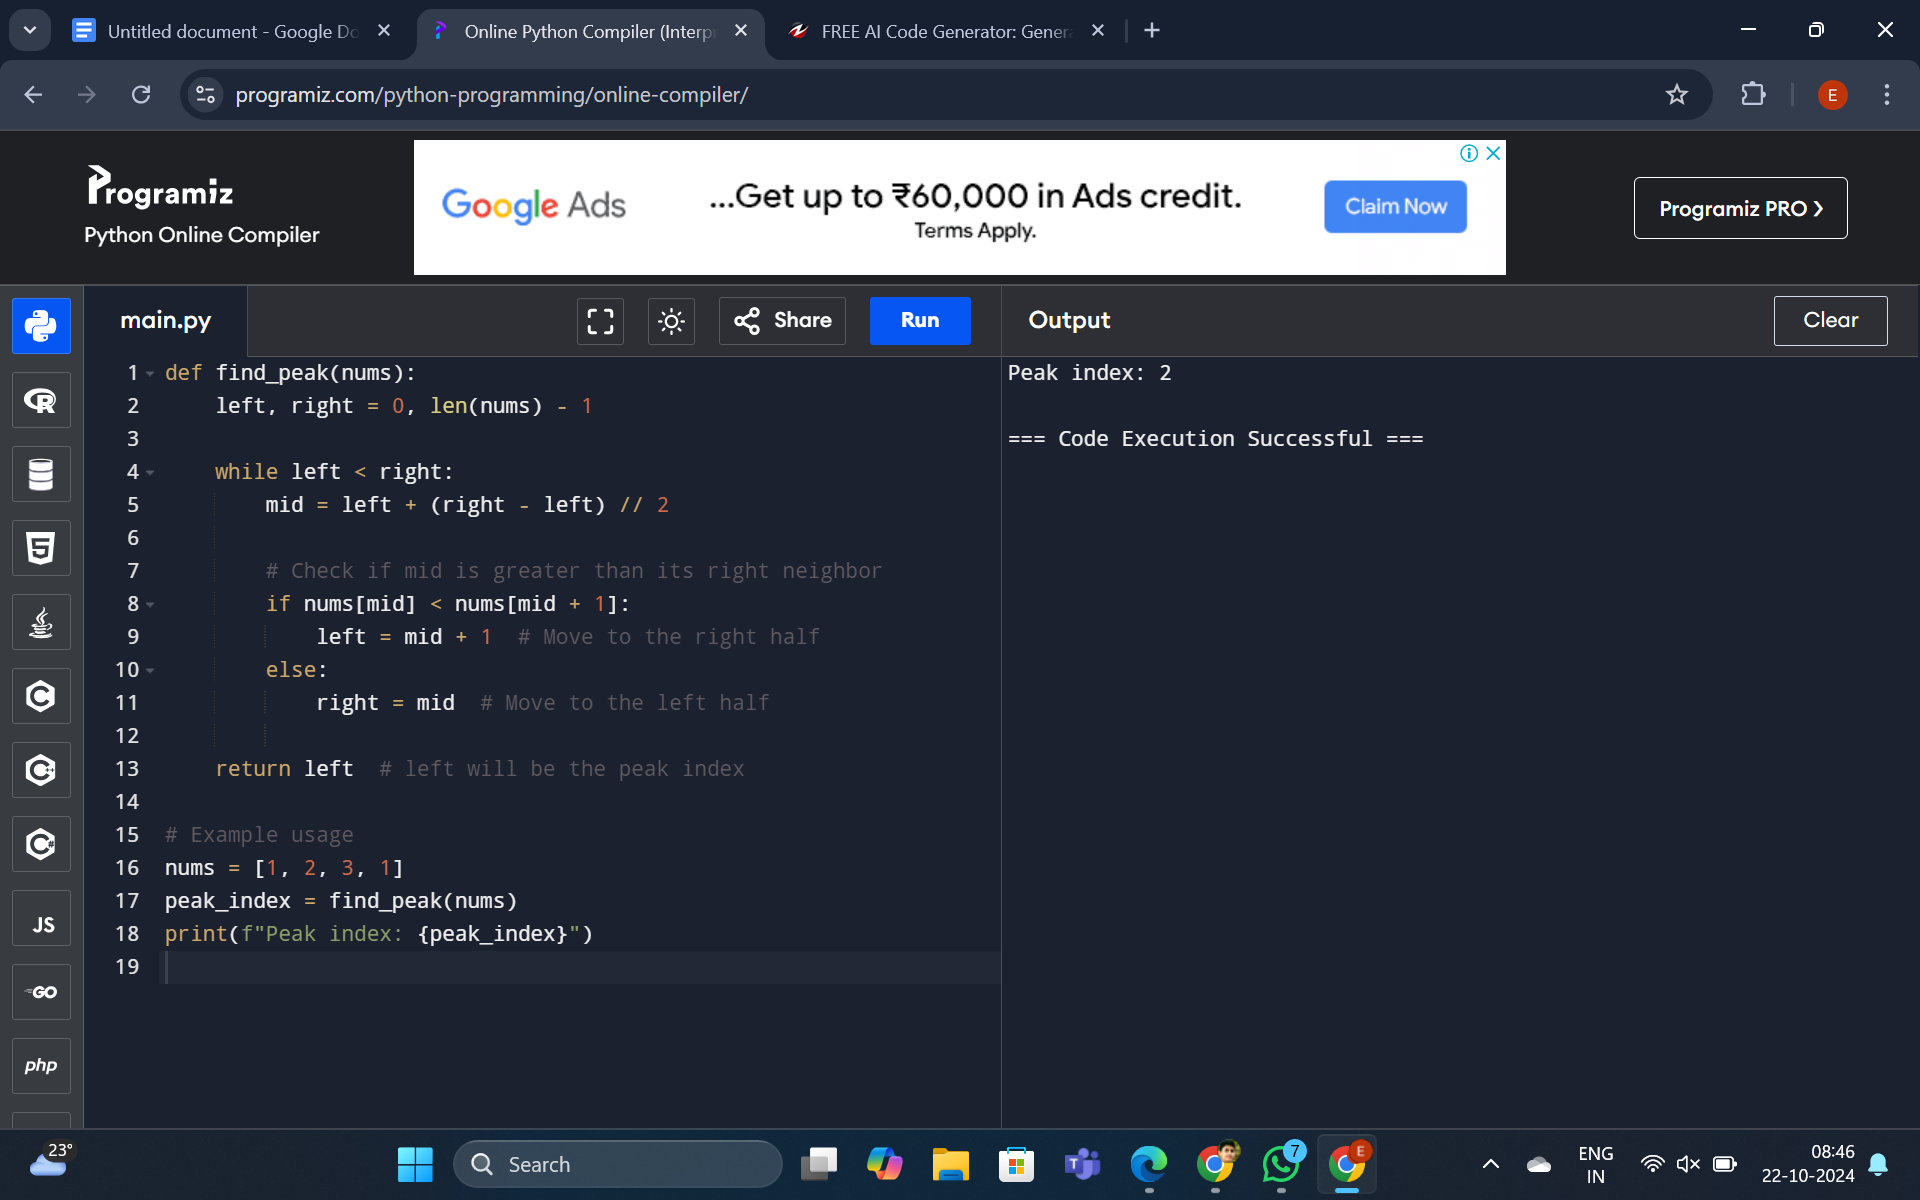 Untitled document - Google Do
Online Python Compiler (Interp
FREE AI Code Generator: Gener
programiz.com/python-programming/online-compiler/
E
Programiz
Python Online Compiler
Google Ads
...Get up to ₹60,000 in Ads credit.
Terms Apply.
Claim Now
Programiz PRO ❯
main.py
Share
Run
Output
Clear
1 def find_peak(nums):
2     left, right = 0, len(nums) - 1
3
4     while left < right:
5         mid = left + (right - left) // 2
6
7         # Check if mid is greater than its right neighbor
8         if nums[mid] < nums[mid + 1]:
9             left = mid + 1  # Move to the right half
10         else:
11             right = mid  # Move to the left half
12
13     return left  # left will be the peak index
14
15 # Example usage
16 nums = [1, 2, 3, 1]
17 peak_index = find_peak(nums)
18 print(f"Peak index: {peak_index}")
19
Peak index: 2
=== Code Execution Successful ===
R
5
C
C++
C#
JS
GO
php
23°
Search
T
7
E
ENG
IN
08:46
22-10-2024